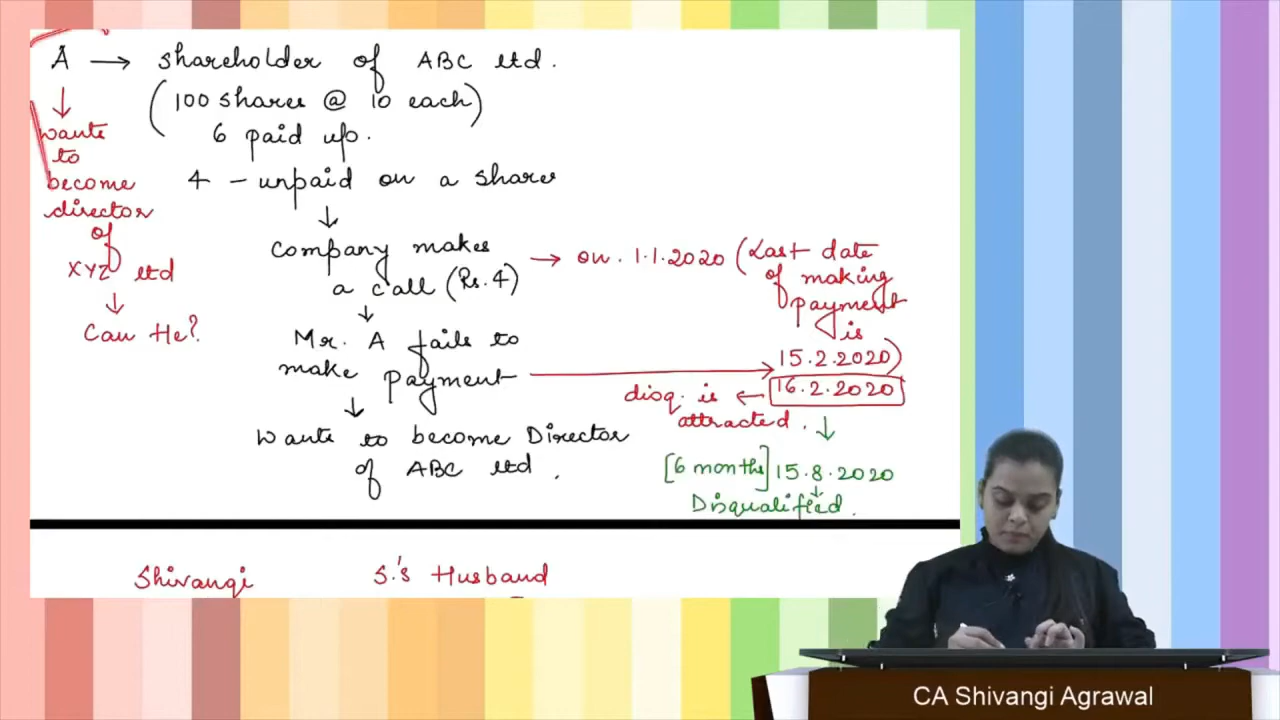 A → shareholder of ABC ltd.
(100 shares @ 10 each)
6 paid up.
4 - unpaid on a share
↓
company makes
a call (Rs. 4)
→ on. 1.1.2020 (Last date
of making
payment
is
15.2.2020)
↓
Mr. A fails to
make payment
16.2.2020
disq. is ←
attracted.
↓
[6 months] 15.8.2020
↓
Disqualified.
↓
Wants to become Director
of ABC ltd.
↓
wants
to
become
director
of
XYZ ltd
↓
Can He?
Shivangi
S.'s Husband
CA Shivangi Agrawal